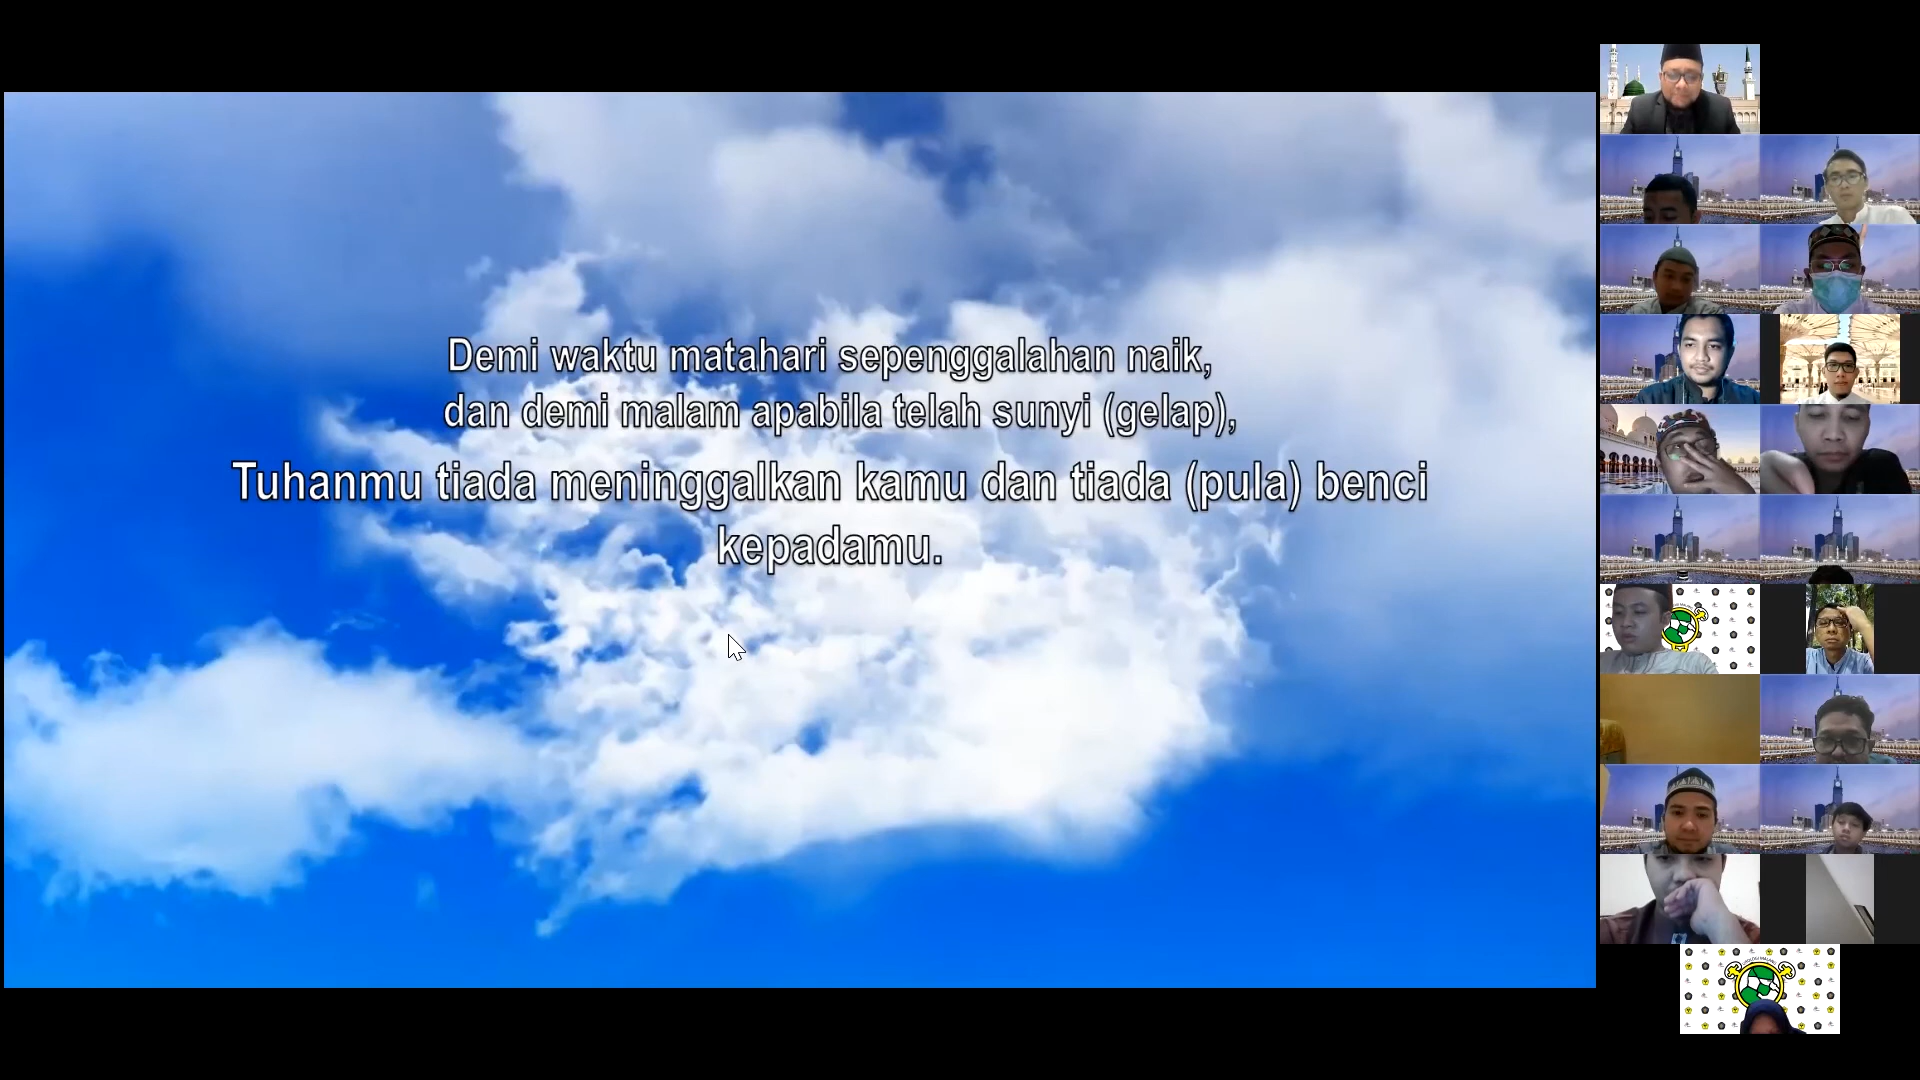 Demi waktu matahari sepenggalahan naik,
dan demi malam apabila telah sunyi (gelap),
Tuhanmu tiada meninggalkan kamu dan tiada (pula) benci
kepadamu.